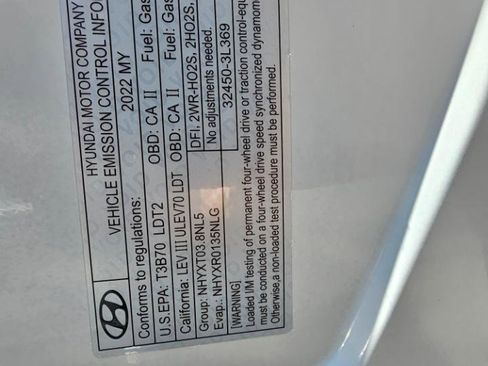 HYUNDAI MOTOR COMPANY
VEHICLE EMISSION CONTROL INFO
2022 MY
Conforms to regulations:
U.S.EPA: T3B70 LDT2 OBD: CA II Fuel: Gas
California: LEV III ULEV70 LDT OBD: CA II Fuel: Gas
Group: NHYXT03.8NL5 DFI, 2WR-HO2S, 2HO2S,
Evap.: NHYXR0135NLG No adjustments needed.
32450-3L369
[WARNING]
Loaded I/M testing of permanent four-wheel drive or traction control-equ
must be conducted on a four-wheel drive speed synchronized dynamom
Otherwise,a non-loaded test procedure must be performed.